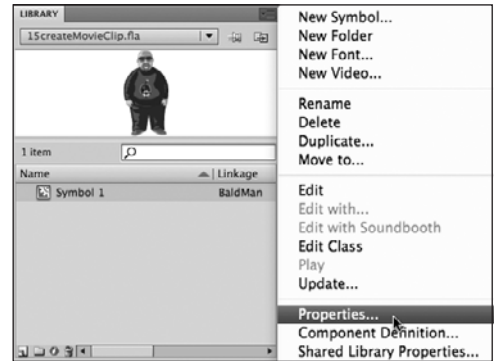 LIBRARY
15createMovieClip.fla
1 item
Name
Linkage
Symbol 1
BaldMan
New Symbol...
New Folder
New Font...
New Video...
Rename
Delete
Duplicate...
Move to...
Edit
Edit with...
Edit with Soundbooth
Edit Class
Play
Update...
Properties...
Component Definition...
Shared Library Properties...